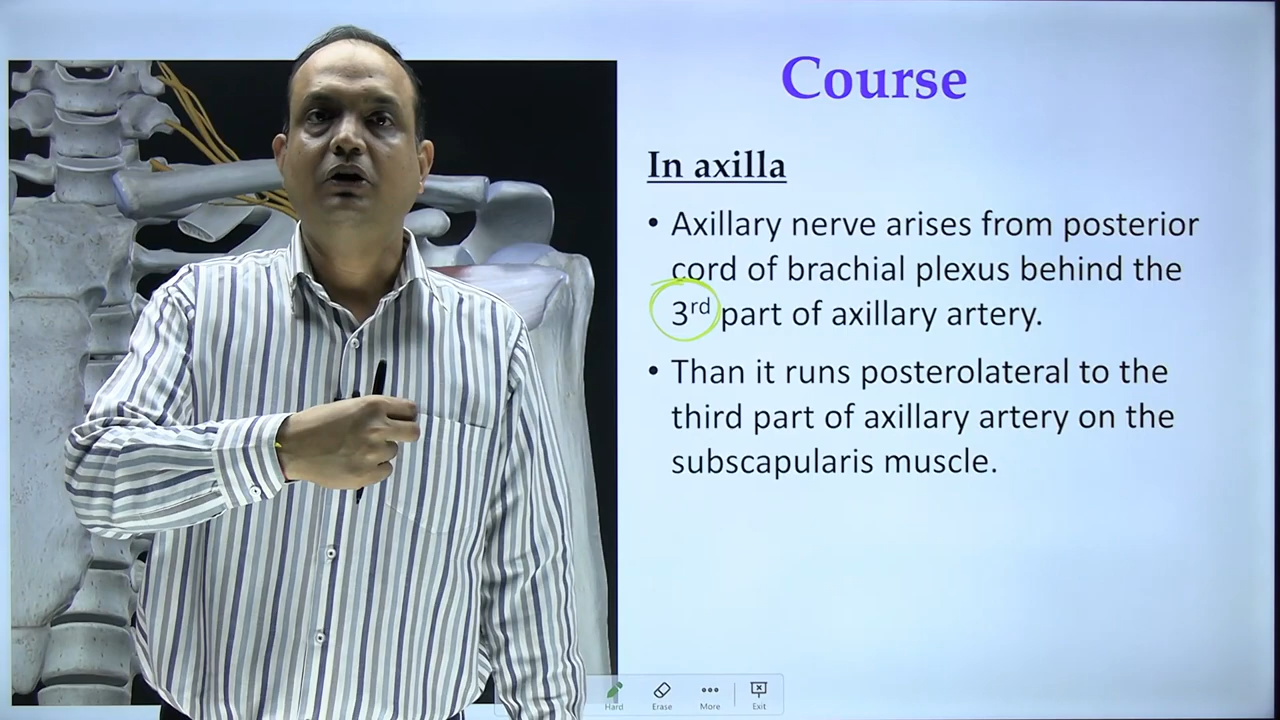 Course
In axilla
• Axillary nerve arises from posterior
cord of brachial plexus behind the
3rd part of axillary artery.
• Than it runs posterolateral to the
third part of axillary artery on the
subscapularis muscle.
Hard Erase More Exit